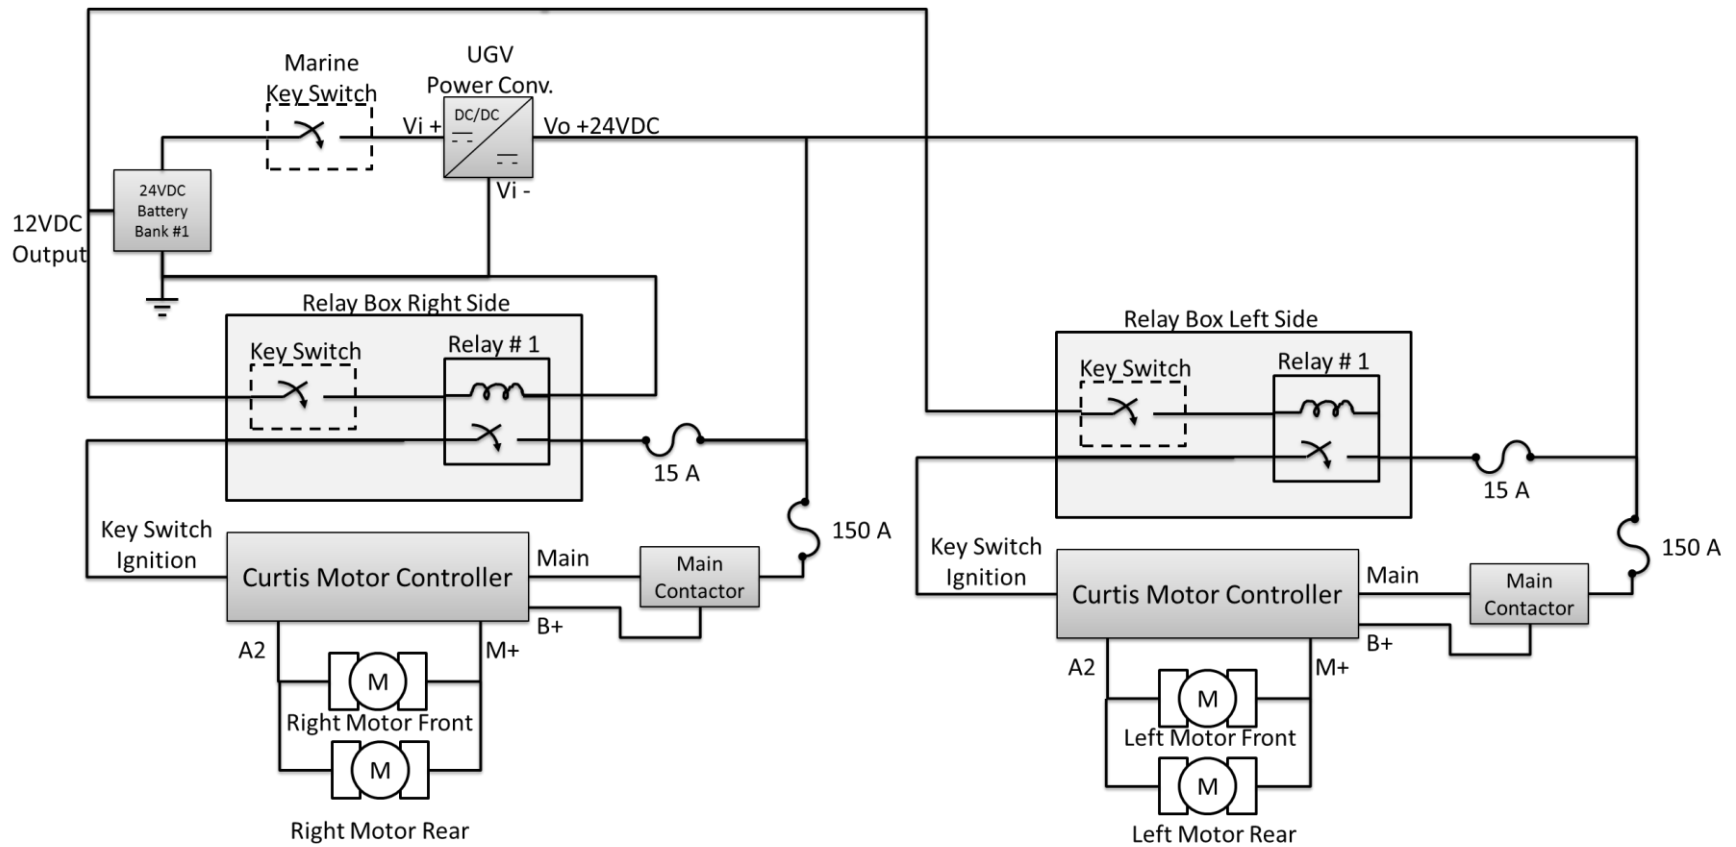 Marine
Key Switch
UGV
Power Conv.
DC/DC
Vi +
Vo +24VDC
Vi -
24VDC
Battery
Bank #1
12VDC
Output
Relay Box Right Side
Key Switch
Relay # 1
15 A
150 A
Key Switch
Ignition
Curtis Motor Controller
Main
Main
Contactor
B+
A2
M+
M
Right Motor Front
M
Right Motor Rear
Relay Box Left Side
Key Switch
Relay # 1
15 A
150 A
Key Switch
Ignition
Curtis Motor Controller
Main
Main
Contactor
B+
A2
M+
M
Left Motor Front
M
Left Motor Rear